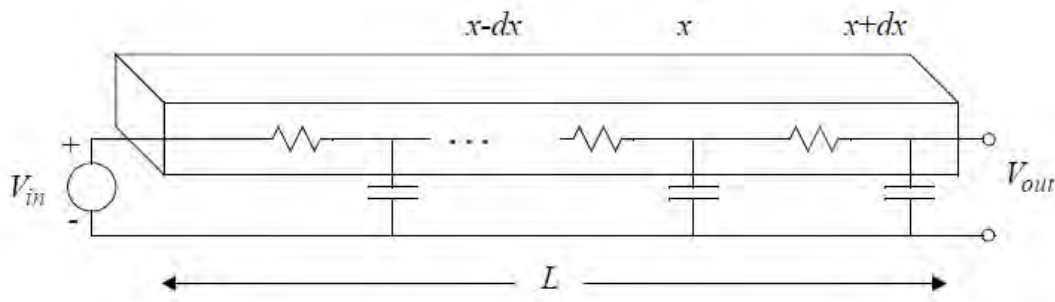 x-dx x x+dx
+
...
V_in
V_out
-
L